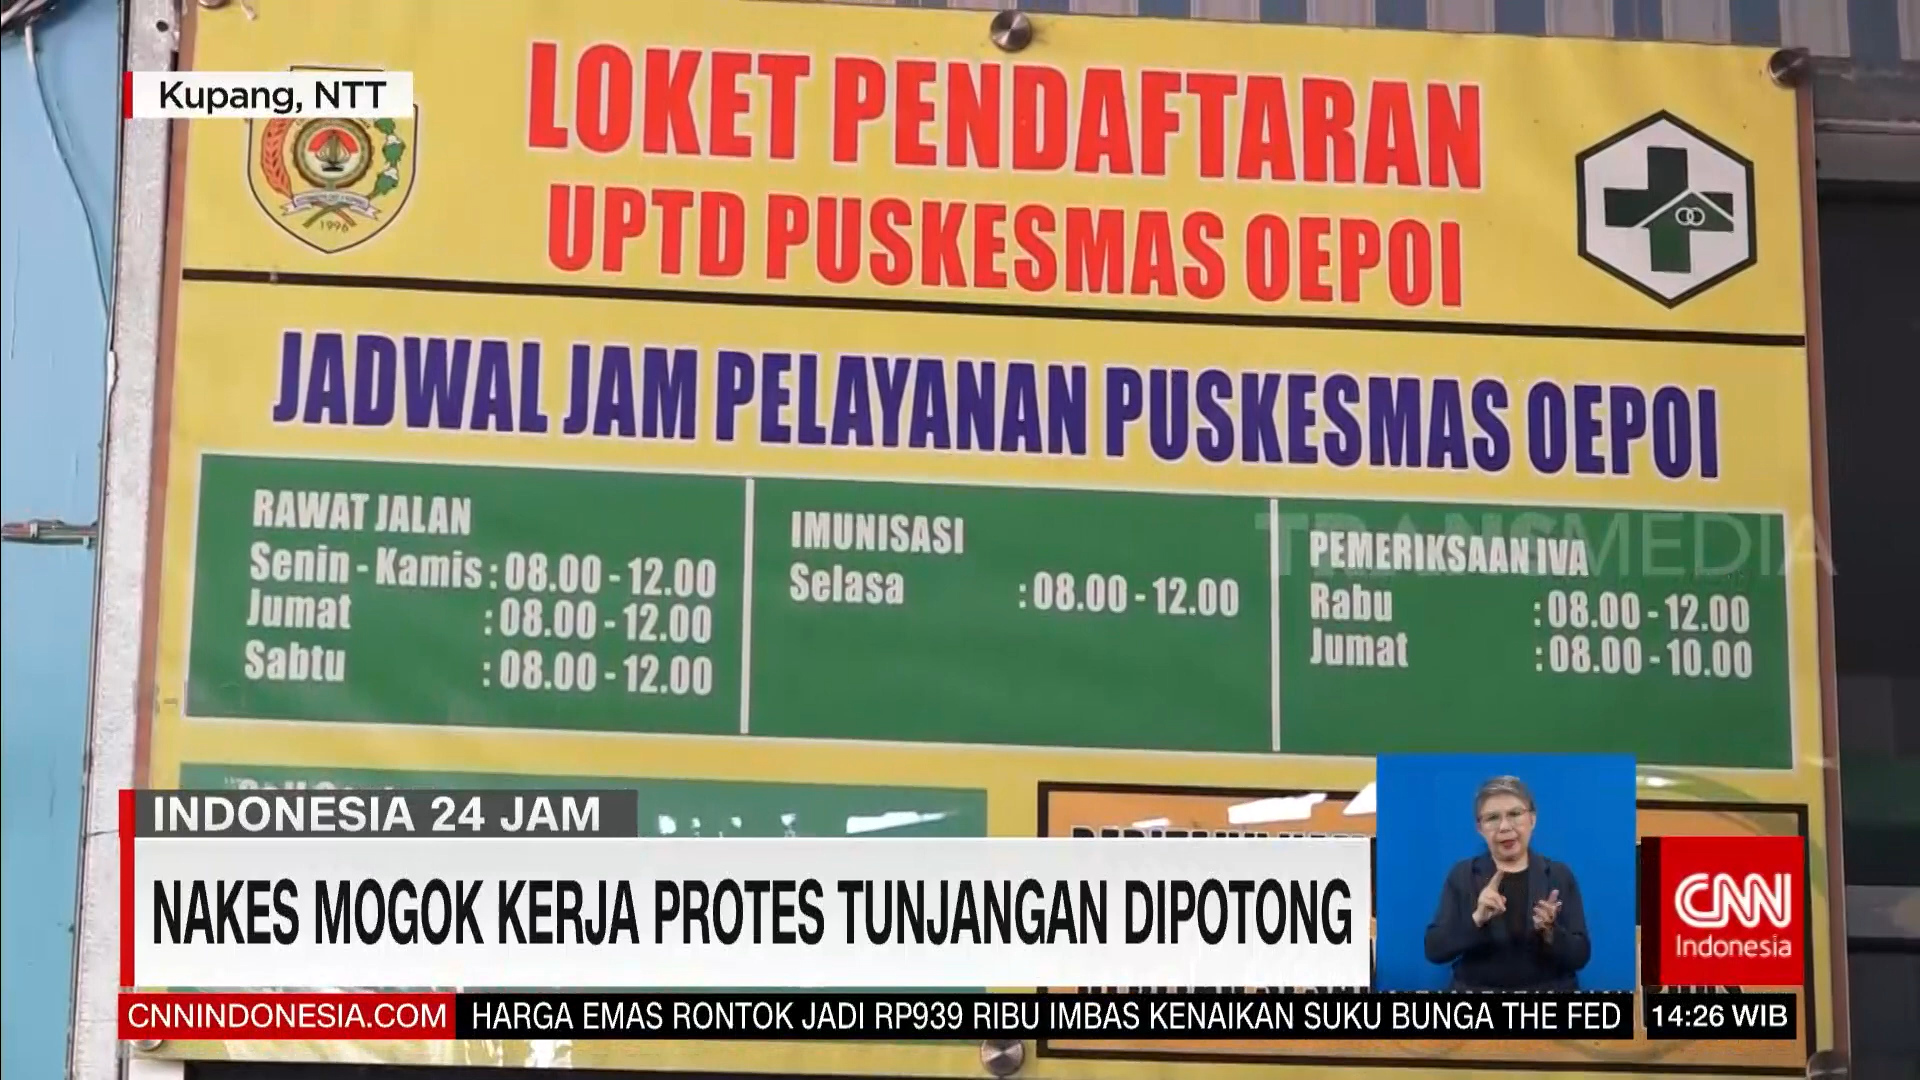 Kupang, NTT
1996
LOKET PENDAFTARAN
UPTD PUSKESMAS OEPOI
JADWAL JAM PELAYANAN PUSKESMAS OEPOI
RAWAT JALAN
Senin - Kamis : 08.00 - 12.00
Jumat : 08.00 - 12.00
Sabtu : 08.00 - 12.00
IMUNISASI
Selasa : 08.00 - 12.00
PEMERIKSAAN IVA
Rabu : 08.00 - 12.00
Jumat : 08.00 - 10.00
TRANSMEDIA
INDONESIA 24 JAM
NAKES MOGOK KERJA PROTES TUNJANGAN DIPOTONG
CNN
Indonesia
CNNINDONESIA.COM
HARGA EMAS RONTOK JADI RP939 RIBU IMBAS KENAIKAN SUKU BUNGA THE FED
14:26 WIB